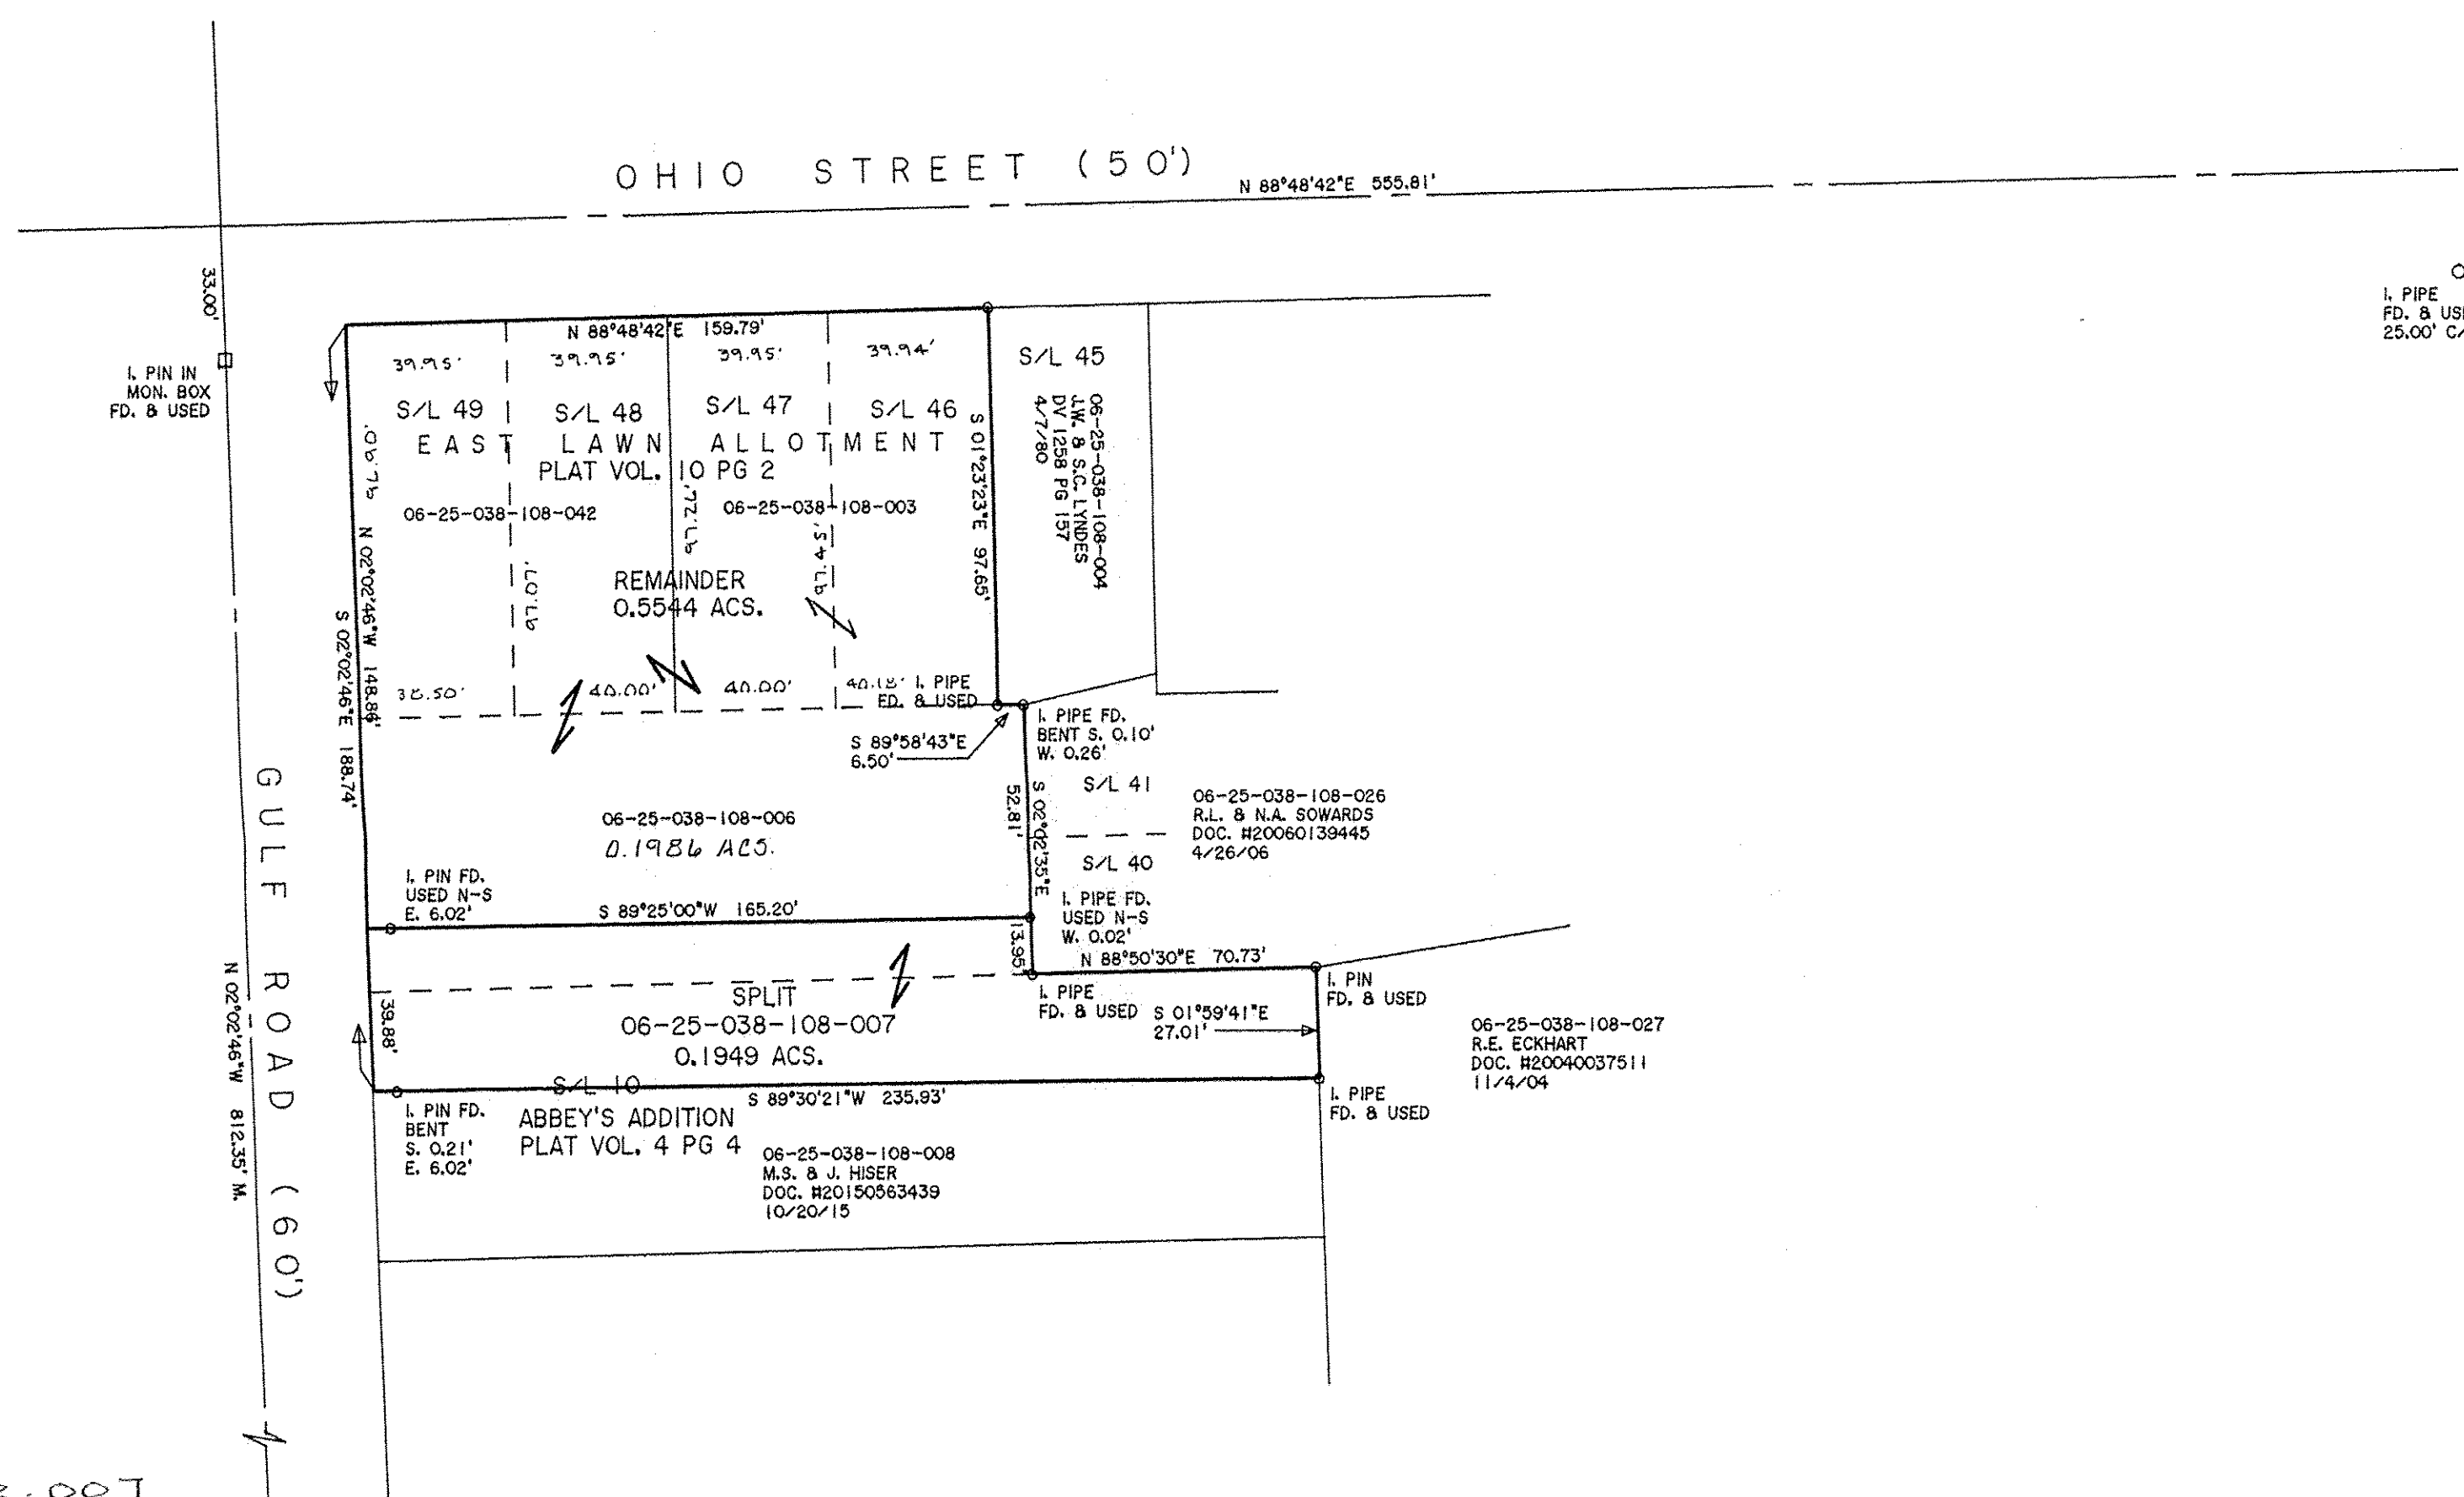 OHIO STREET (50')
N 88°48'42"E 555.81'
33.00'
I. PIN IN
MON. BOX
FD. & USED
I. PIPE
25.00'
N 88°48'42"E 159.79'
39.95'
39.95'
39.95'
39.94'
S/L 49
S/L 48
S/L 47
S/L 46
S/L 45
EAST LAWN ALLOTMENT
PLAT VOL. 10 PG 2
06-25-038-108-042
06-25-038-108-003
06-25-038-108-004
J.W. & S.C. LYNDES
DV 1258 PG 157
4/7/80
S 01°23'23"E 97.65'
96.90'
97.07'
97.27'
97.45'
N 02°02'46"W 148.86'
S 02°02'46"E 188.74'
REMAINDER
0.5544 ACS.
38.50'
40.00'
40.00'
40.18'
I. PIPE
FD. & USED
S 89°58'43"E
6.50'
I. PIPE FD.
BENT S. 0.10'
W. 0.26'
S/L 41
52.81'
S 02°02'35"E
S/L 40
06-25-038-108-026
R.L. & N.A. SOWARDS
DOC. #20060139445
4/26/06
06-25-038-108-006
0.1986 ACS.
I. PIN FD.
USED N-S
E. 6.02'
S 89°25'00"W 165.20'
I. PIPE FD.
USED N-S
W. 0.02'
13.95'
N 88°50'30"E 70.73'
I. PIPE
FD. & USED
I. PIN
FD. & USED
S 01°59'41"E
27.01'
SPLIT
06-25-038-108-007
0.1949 ACS.
39.88'
06-25-038-108-027
R.E. ECKHART
DOC. #20040037511
11/4/04
S/L 10
S 89°30'21"W 235.93'
I. PIPE
FD. & USED
I. PIN FD.
BENT
S. 0.21'
E. 6.02'
ABBEY'S ADDITION
PLAT VOL. 4 PG 4
06-25-038-108-008
M.S. & J. HISER
DOC. #20150563439
10/20/15
GULF ROAD (60')
N 02°02'46"W 812.35' M.